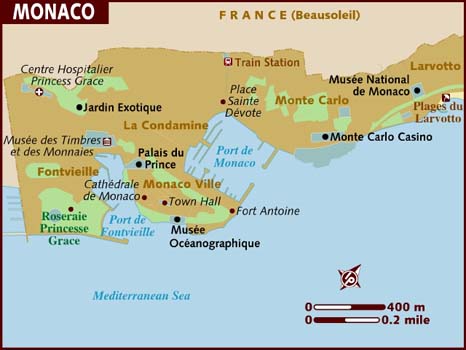 MONACO
F R A N C E (Beausoleil)
Centre Hospitalier
Princess Grace
Train Station
Larvotto
Musée National
de Monaco
Place
Sainte
Dévote
Monte Carlo
Plages du
Larvotto
Jardin Exotique
La Condamine
Monte Carlo Casino
Musée des Timbres
et des Monnaies
Palais du
Prince
Port de
Monaco
Fontvieille
Cathédrale
de Monaco
Monaco Ville
Town Hall
Fort Antoine
Roseraie
Princesse
Grace
Port de
Fontvieille
Musée
Océanographique
Mediterranean Sea
0 400 m
0 0.2 mile